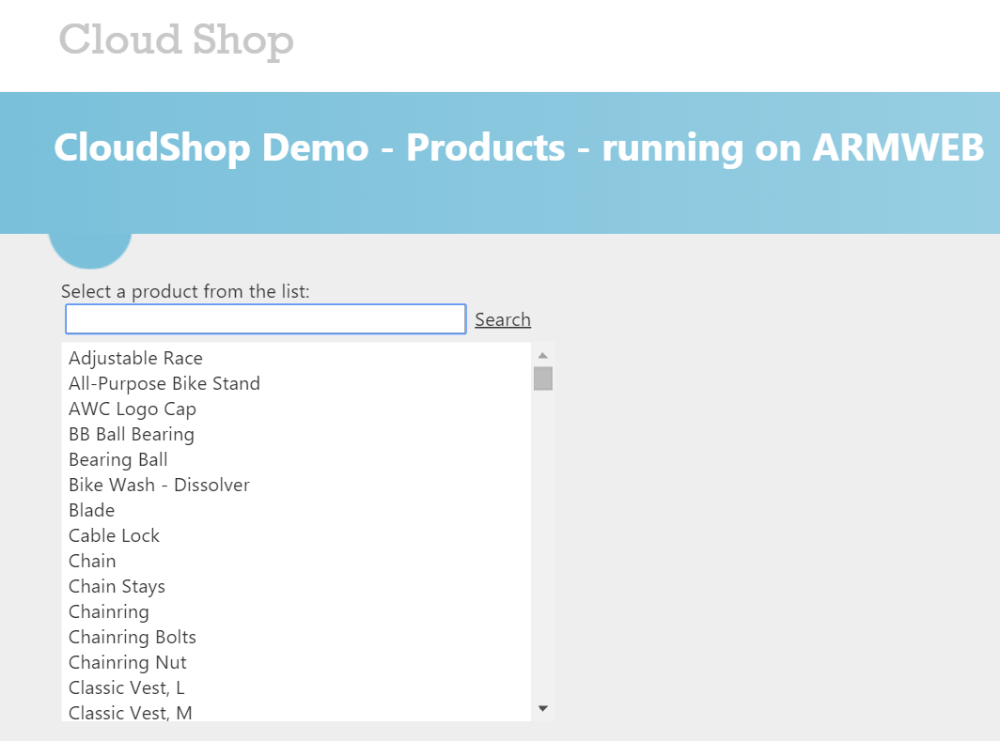 Cloud Shop
CloudShop Demo - Products - running on ARMWEB
Select a product from the list:
Search
Adjustable Race
All-Purpose Bike Stand
AWC Logo Cap
BB Ball Bearing
Bearing Ball
Bike Wash - Dissolver
Blade
Cable Lock
Chain
Chain Stays
Chainring
Chainring Bolts
Chainring Nut
Classic Vest, L
Classic Vest, M